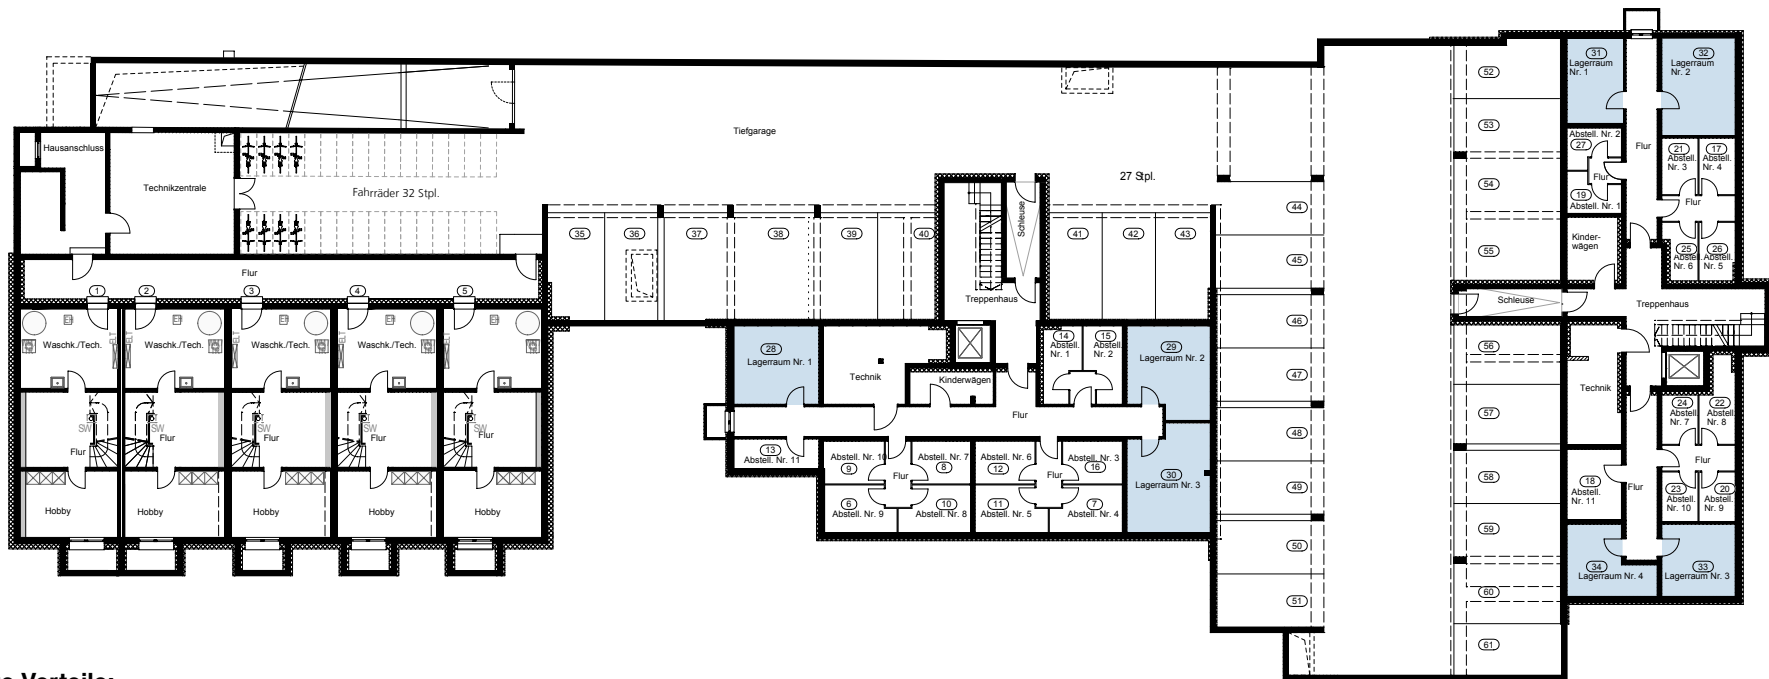 31
Lagerraum
Nr. 1
32
Lagerraum
Nr. 2
52
53
54
55
Tiefgarage
27 Stpl.
Hausanschluss
Technikzentrale
Fahrräder 32 Stpl.
Schleuse
Treppenhaus
35
36
37
38
39
40
41
42
43
44
45
46
47
48
49
50
51
Abstell. Nr. 2
27
Flur
19
Abstell. Nr. 1
Kinder-
wägen
Flur
21
Abstell.
Nr. 3
17
Abstell.
Nr. 4
Flur
25
Abstell.
Nr. 6
26
Abstell.
Nr. 5
Schleuse
Treppenhaus
Flur
1
2
3
4
5
Waschk./Tech.
Waschk./Tech.
Waschk./Tech.
Waschk./Tech.
Waschk./Tech.
SW
SW
SW
SW
SW
Flur
Flur
Flur
Flur
Flur
Hobby
Hobby
Hobby
Hobby
Hobby
28
Lagerraum Nr. 1
Technik
Kinderwägen
14
Abstell.
Nr. 1
15
Abstell.
Nr. 2
29
Lagerraum Nr. 2
Flur
13
Abstell. Nr. 11
Abstell. Nr. 10
9
Abstell. Nr. 7
8
Flur
6
Abstell. Nr. 9
10
Abstell. Nr. 8
Abstell. Nr. 6
12
Abstell. Nr. 3
16
Flur
11
Abstell. Nr. 5
7
Abstell. Nr. 4
30
Lagerraum Nr. 3
56
57
58
59
60
61
Technik
24
Abstell.
Nr. 7
22
Abstell.
Nr. 8
Flur
18
Abstell.
Nr. 11
Flur
23
Abstell.
Nr. 10
20
Abstell.
Nr. 9
34
Lagerraum Nr. 4
33
Lagerraum Nr. 3
Vorteile: